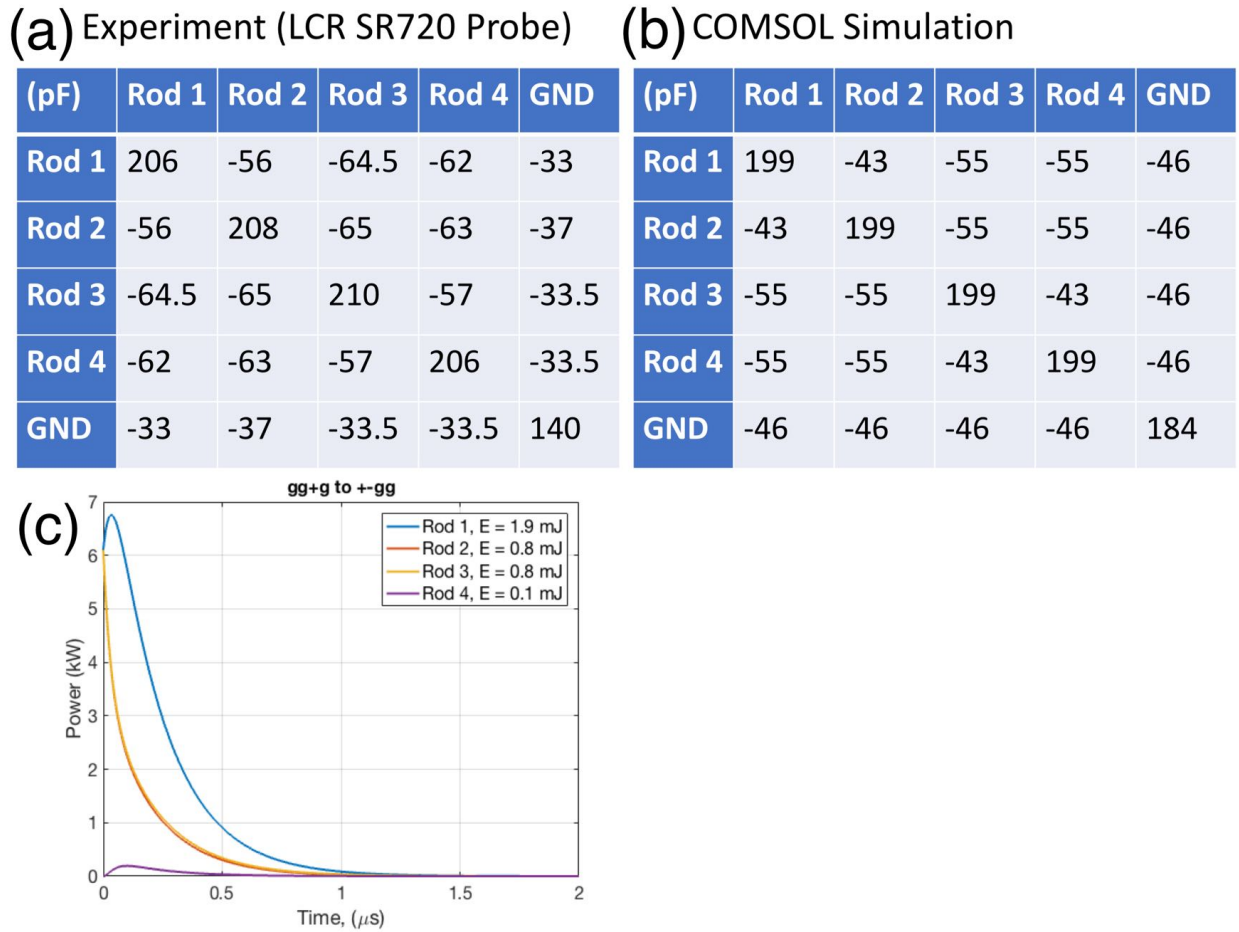 (a) Experiment (LCR SR720 Probe)
(pF) Rod 1 Rod 2 Rod 3 Rod 4 GND
Rod 1 206 -56 -64.5 -62 -33
Rod 2 -56 208 -65 -63 -37
Rod 3 -64.5 -65 210 -57 -33.5
Rod 4 -62 -63 -57 206 -33.5
GND -33 -37 -33.5 -33.5 140
(b) COMSOL Simulation
(pF) Rod 1 Rod 2 Rod 3 Rod 4 GND
Rod 1 199 -43 -55 -55 -46
Rod 2 -43 199 -55 -55 -46
Rod 3 -55 -55 199 -43 -46
Rod 4 -55 -55 -43 199 -46
GND -46 -46 -46 -46 184
(c)
gg+g to +-gg
Rod 1, E = 1.9 mJ
Rod 2, E = 0.8 mJ
Rod 3, E = 0.8 mJ
Rod 4, E = 0.1 mJ
Power (kW)
7
6
5
4
3
2
1
0
0 0.5 1 1.5 2
Time, (μs)